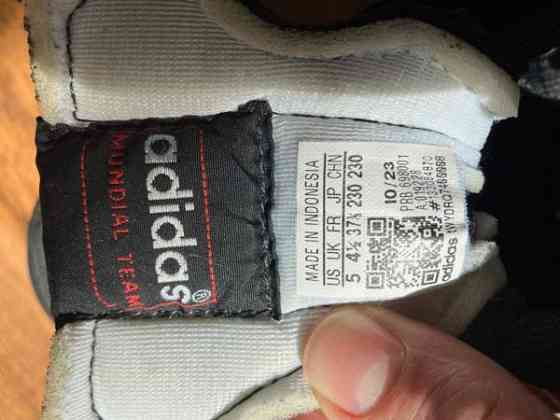 adidas®
MUNDIAL TEAM
MADE IN INDONESIA
US UK FR JP CHN
5 4½ 37⅓ 230 230
10/23
PRB 698001
adidas